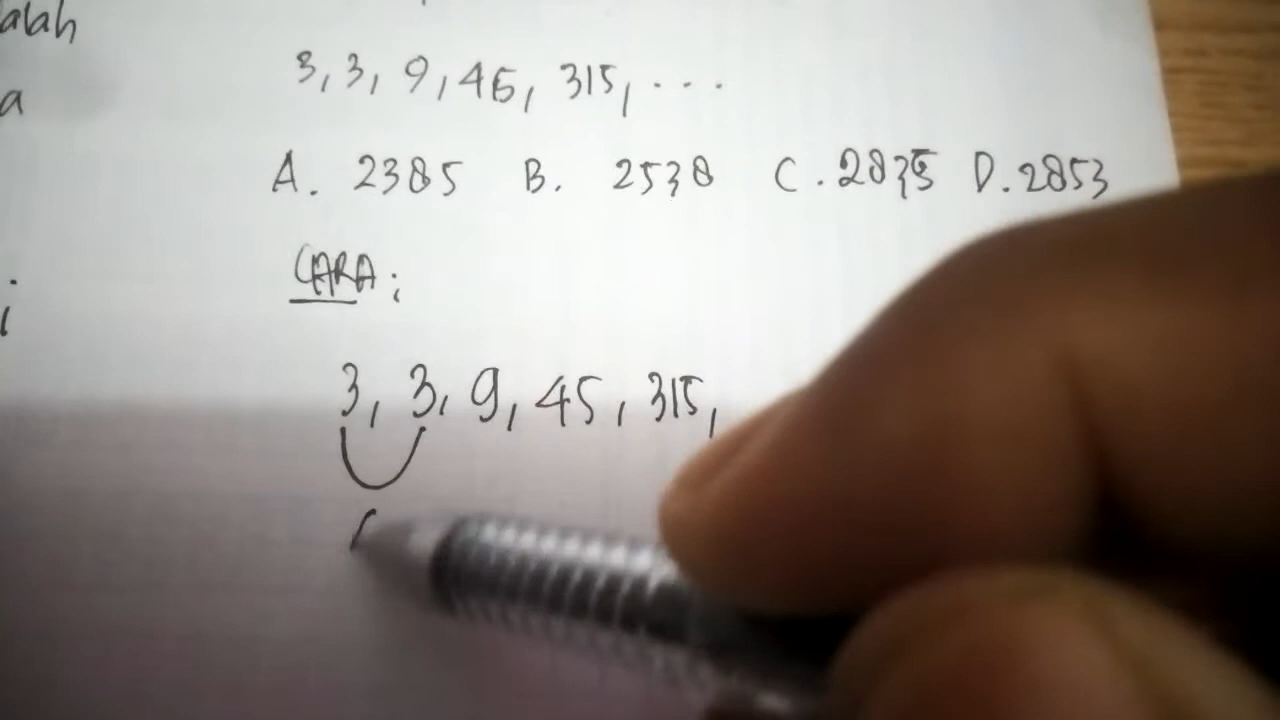 alah
a
i
3, 3, 9, 45, 315, ...
A. 2385 B. 2538 C. 2835 D. 2853
CARA:
3, 3, 9, 45, 315,